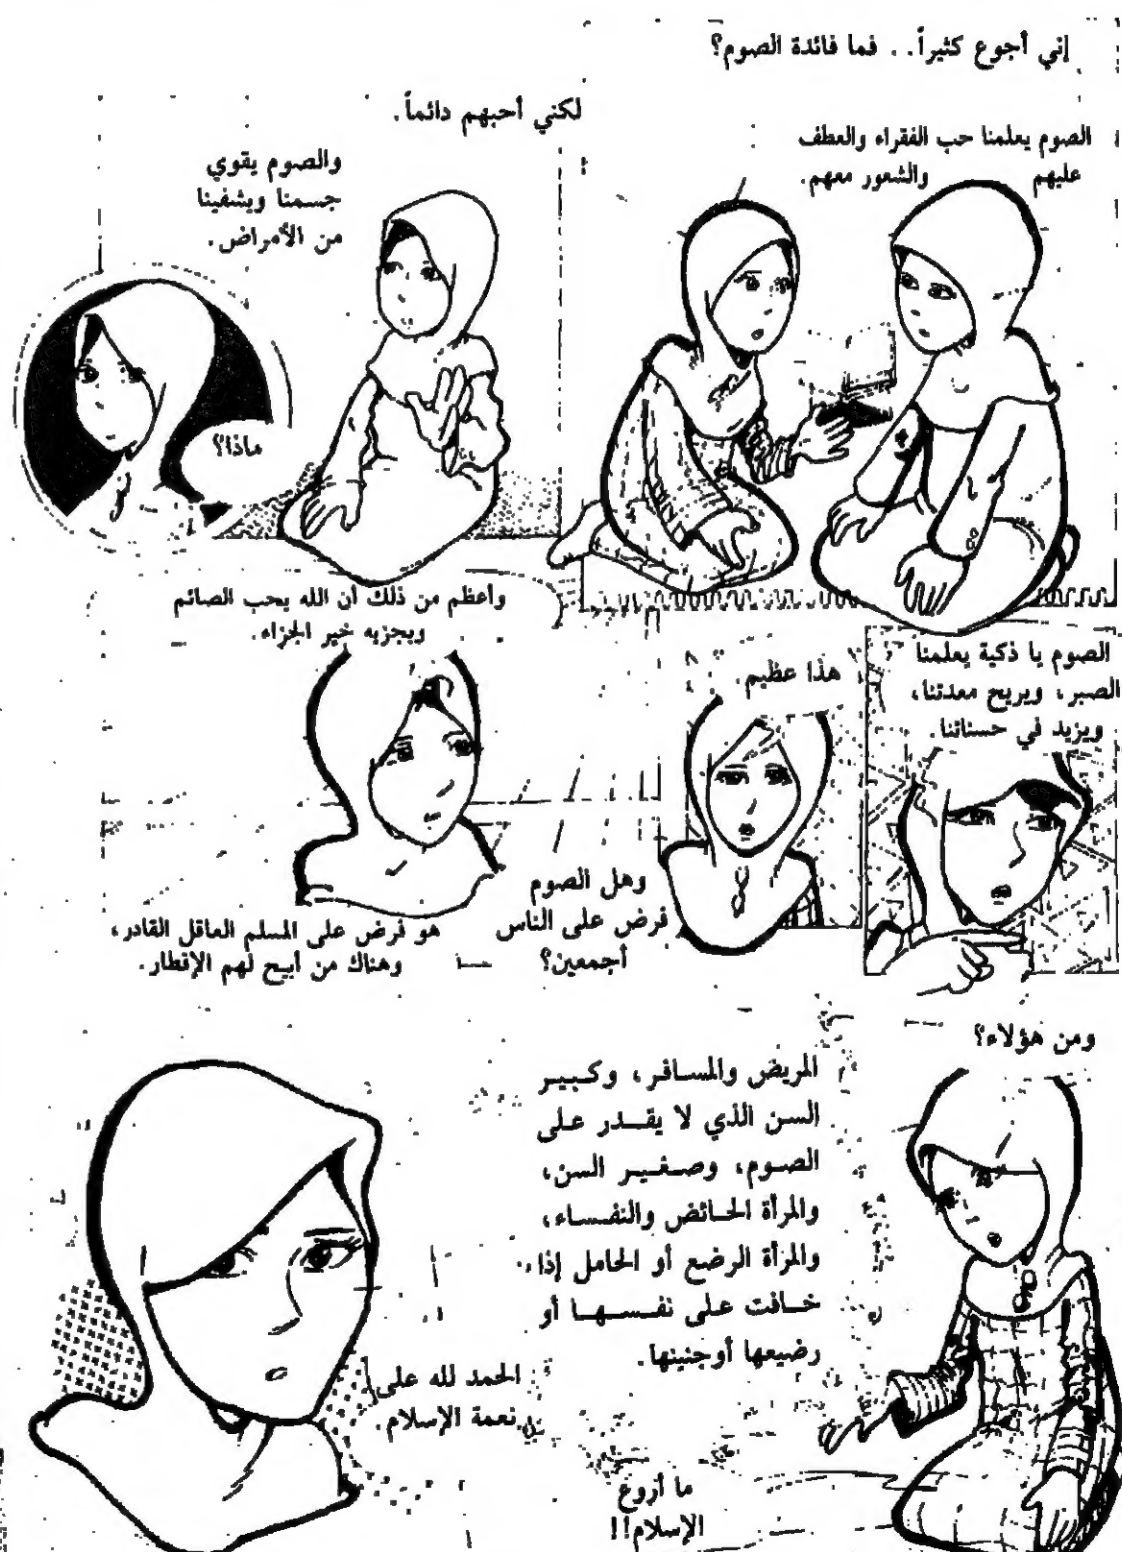 إني أجوع كثيراً.. فما فائدة الصوم؟
الصوم يعلمنا حب الفقراء والعطف
عليهم والشعور معهم.
لكني أحبهم دائماً.
والصوم يقوي
جسمنا ويشفينا
من الأمراض.
ماذا؟
الصوم يا ذكية يعلمنا
الصبر، ويريح معدتنا،
ويزيد في حسناتنا.
هذا عظيم.
وأعظم من ذلك أن الله يحب الصائم
ويجزيه خير الجزاء.
وهل الصوم
فرض على الناس
أجمعين؟
هو فرض على المسلم العاقل القادر،
وهناك من أبيح لهم الإفطار.
ومن هؤلاء؟
المريض والمسافر، وكبير
السن الذي لا يقدر على
الصوم، وصغير السن،
والمرأة الحائض والنفساء،
والمرأة الرضع أو الحامل إذا
خافت على نفسها أو
رضيعها أوجنينها.
ما أروع
الإسلام!!
الحمد لله على
نعمة الإسلام.